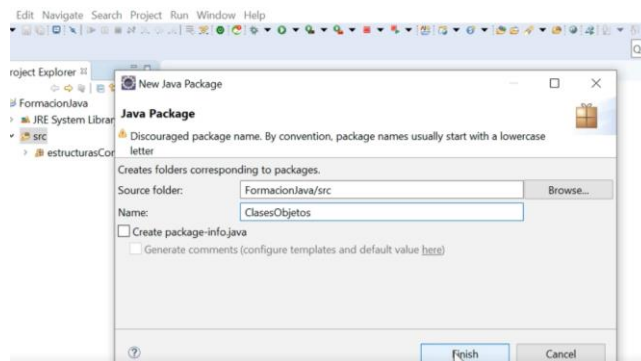 Edit Navigate Search Project Run Window Help
roject Explorer
New Java Package
FormacionJava
JRE System Librar
src
estructurasCor
Java Package
Discouraged package name. By convention, package names usually start with a lowercase
letter
Creates folders corresponding to packages.
Source folder:
FormacionJava/src
Browse...
Name:
ClasesObjetos
Create package-info.java
Generate comments (configure templates and default value here)
Finish
Cancel